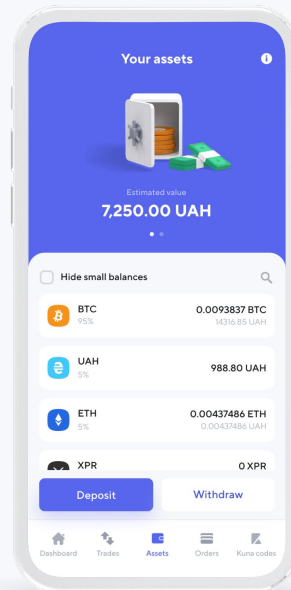 Your assets
Estimated value
7,250.00 UAH
Hide small balances
BTC
0.0093837 BTC
95%
14316.85 UAH
UAH
988.80 UAH
5%
ETH
0.00437486 ETH
5%
0.00437486 UAH
XPR
0 XPR
Deposit
Withdraw
Dashboard
Trades
Assets
Orders
Kuna codes